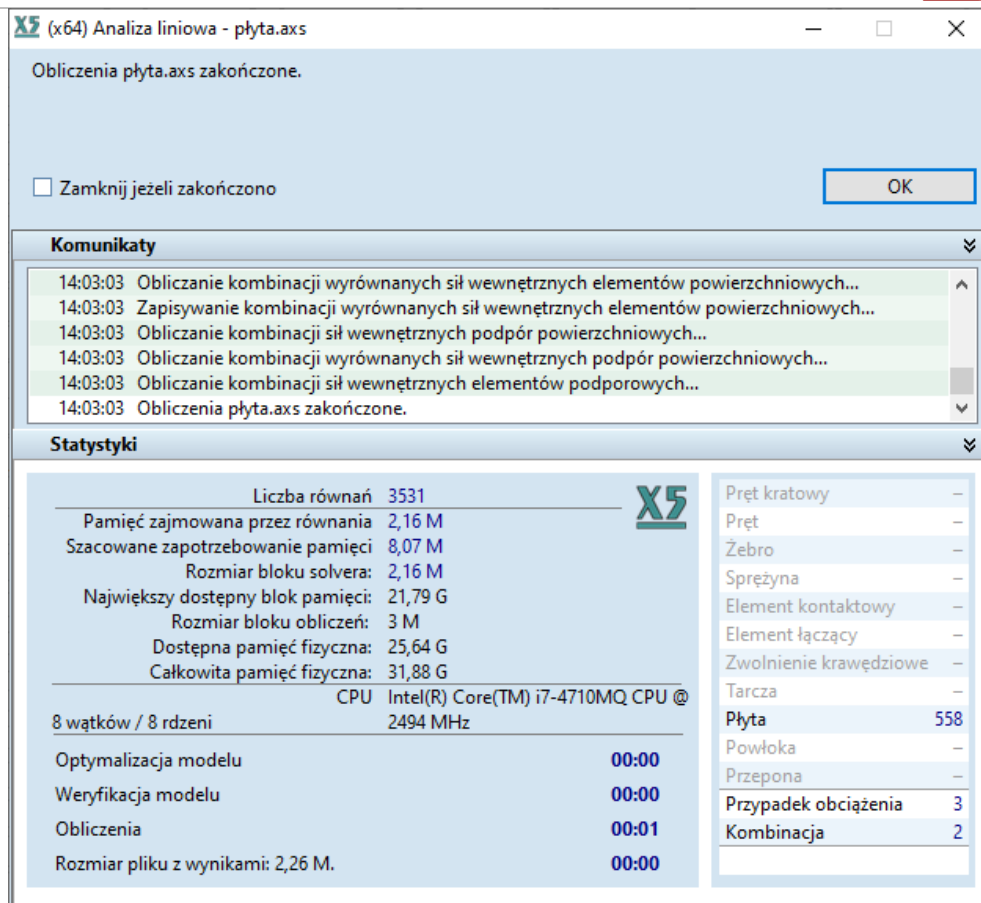 X5 (x64) Analiza liniowa - płyta.axs
Obliczenia płyta.axs zakończone.
Zamknij jeżeli zakończono
OK
Komunikaty
14:03:03 Obliczanie kombinacji wyrównanych sił wewnętrznych elementów powierzchniowych...
14:03:03 Zapisywanie kombinacji wyrównanych sił wewnętrznych elementów powierzchniowych...
14:03:03 Obliczanie kombinacji sił wewnętrznych podpór powierzchniowych...
14:03:03 Obliczanie kombinacji wyrównanych sił wewnętrznych podpór powierzchniowych...
14:03:03 Obliczanie kombinacji sił wewnętrznych elementów podporowych...
14:03:03 Obliczenia płyta.axs zakończone.
Statystyki
Liczba równań 3531
X5
Pamięć zajmowana przez równania 2,16 M
Szacowane zapotrzebowanie pamięci 8,07 M
Rozmiar bloku solvera: 2,16 M
Największy dostępny blok pamięci: 21,79 G
Rozmiar bloku obliczeń: 3 M
Dostępna pamięć fizyczna: 25,64 G
Całkowita pamięć fizyczna: 31,88 G
CPU Intel(R) Core(TM) i7-4710MQ CPU @
8 wątków / 8 rdzeni 2494 MHz
Optymalizacja modelu 00:00
Weryfikacja modelu 00:00
Obliczenia 00:01
Rozmiar pliku z wynikami: 2,26 M. 00:00
Pręt kratowy –
Pręt –
Żebro –
Sprężyna –
Element kontaktowy –
Element łączący –
Zwolnienie krawędziowe –
Tarcza –
Płyta 558
Powłoka –
Przepona –
Przypadek obciążenia 3
Kombinacja 2